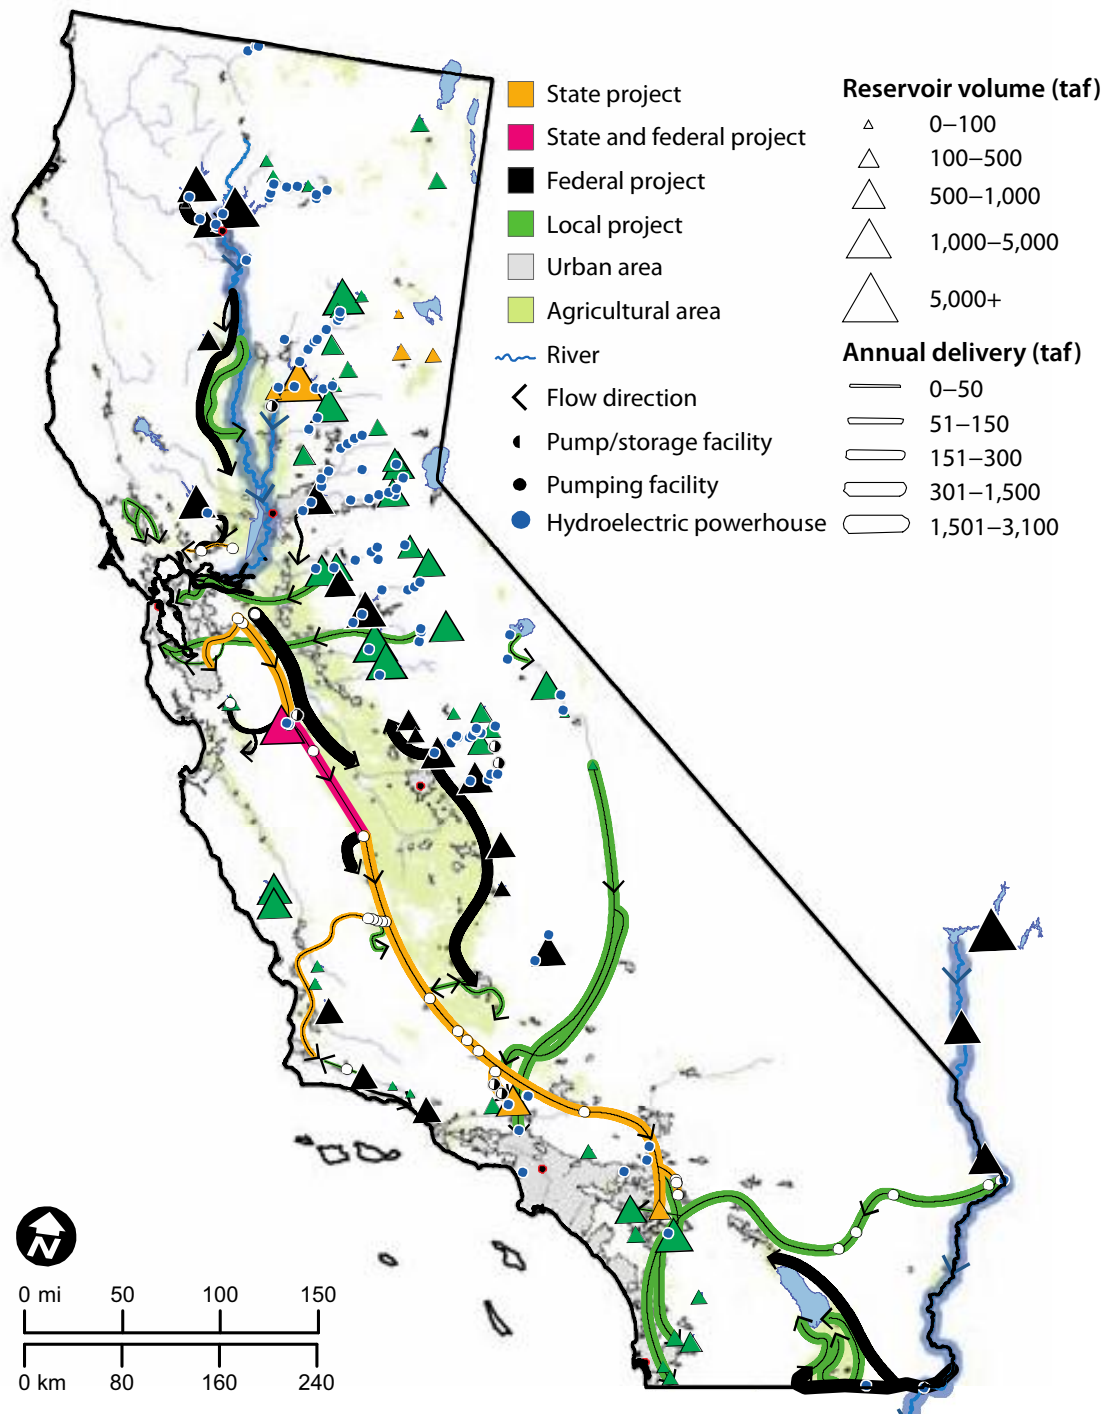 State project
State and federal project
Federal project
Local project
Urban area
Agricultural area
River
Flow direction
Pump/storage facility
Pumping facility
Hydroelectric powerhouse
Reservoir volume (taf)
0–100
100–500
500–1,000
1,000–5,000
5,000+
Annual delivery (taf)
0–50
51–150
151–300
301–1,500
1,501–3,100
N
0 mi 50 100 150
0 km 80 160 240